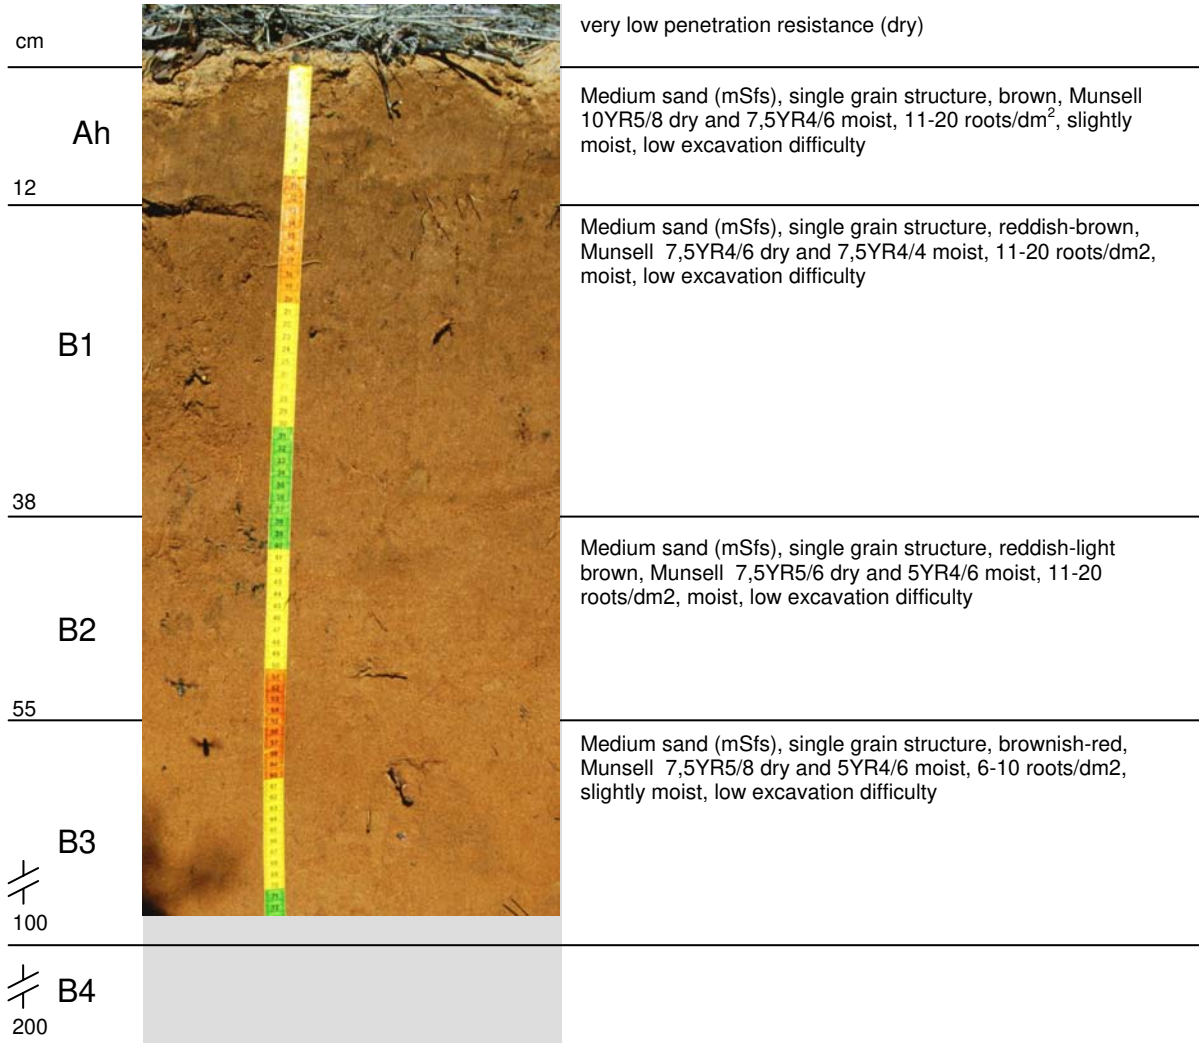 cm
very low penetration resistance (dry)
Ah
Medium sand (mSfs), single grain structure, brown, Munsell
10YR5/8 dry and 7,5YR4/6 moist, 11-20 roots/dm², slightly
moist, low excavation difficulty
12
B1
Medium sand (mSfs), single grain structure, reddish-brown,
Munsell 7,5YR4/6 dry and 7,5YR4/4 moist, 11-20 roots/dm2,
moist, low excavation difficulty
38
B2
Medium sand (mSfs), single grain structure, reddish-light
brown, Munsell 7,5YR5/6 dry and 5YR4/6 moist, 11-20
roots/dm2, moist, low excavation difficulty
55
B3
Medium sand (mSfs), single grain structure, brownish-red,
Munsell 7,5YR5/8 dry and 5YR4/6 moist, 6-10 roots/dm2,
slightly moist, low excavation difficulty
100
B4
200